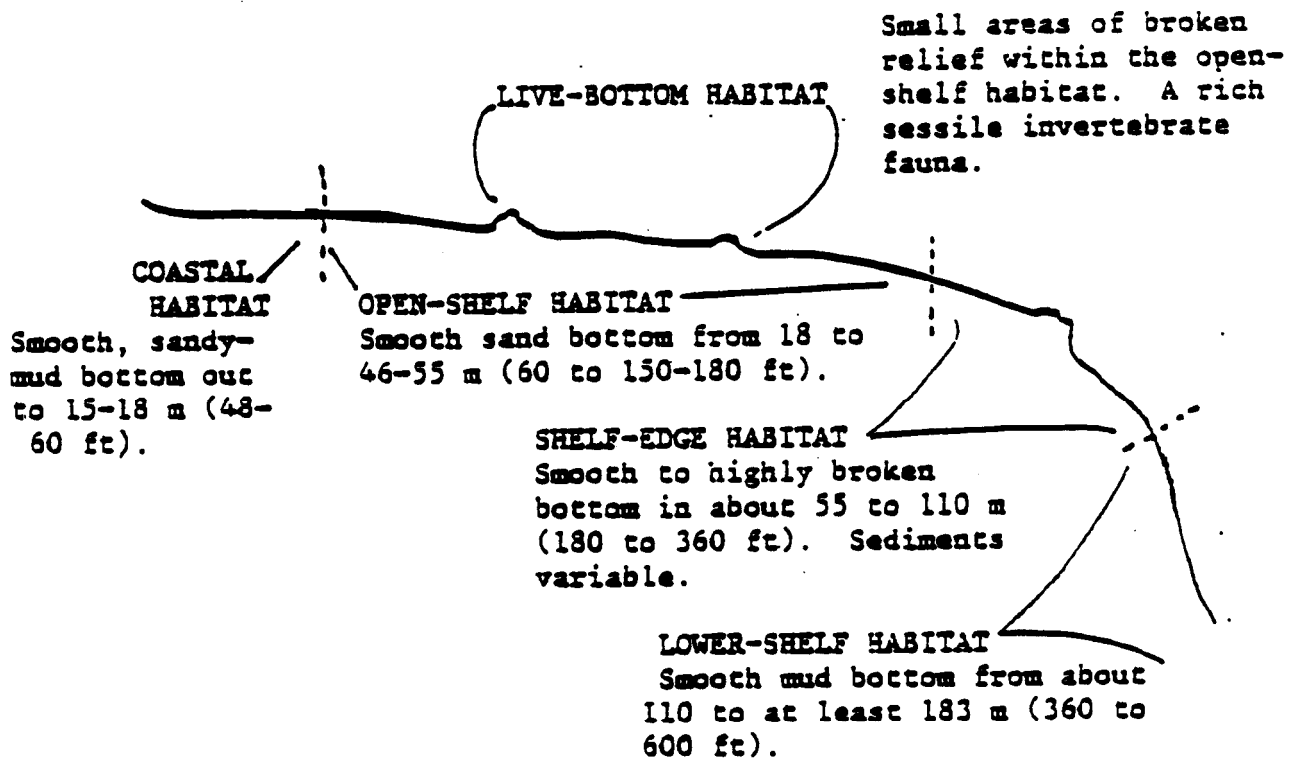 Small areas of broken
relief within the open-
shelf habitat. A rich
sessile invertebrate
fauna.
LIVE-BOTTOM HABITAT
COASTAL
HABITAT
Smooth, sandy-
mud bottom out
to 15-18 m (48-
60 ft).
OPEN-SHELF HABITAT
Smooth sand bottom from 18 to
46-55 m (60 to 150-180 ft).
SHELF-EDGE HABITAT
Smooth to highly broken
bottom in about 55 to 110 m
(180 to 360 ft). Sediments
variable.
LOWER-SHELF HABITAT
Smooth mud bottom from about
110 to at least 183 m (360 to
600 ft).